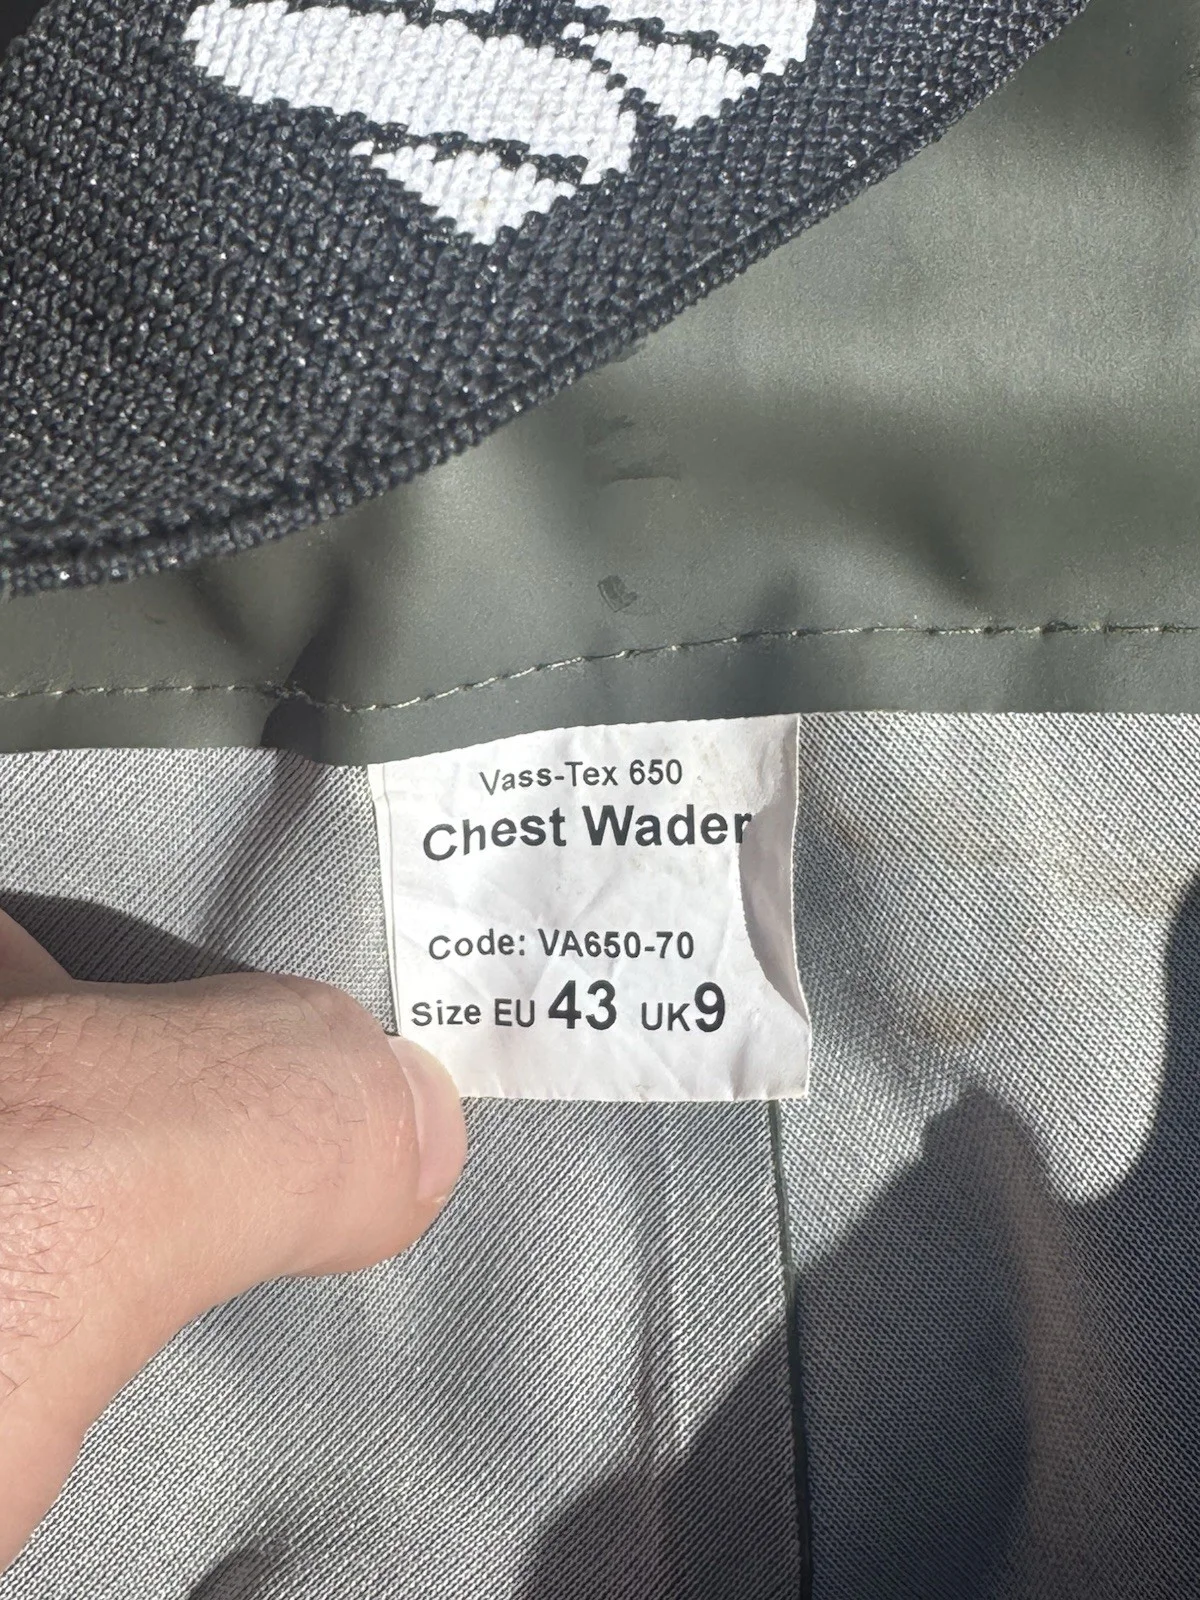 Vass-Tex 650
Chest Wader
Code: VA650-70
Size EU 43 UK9